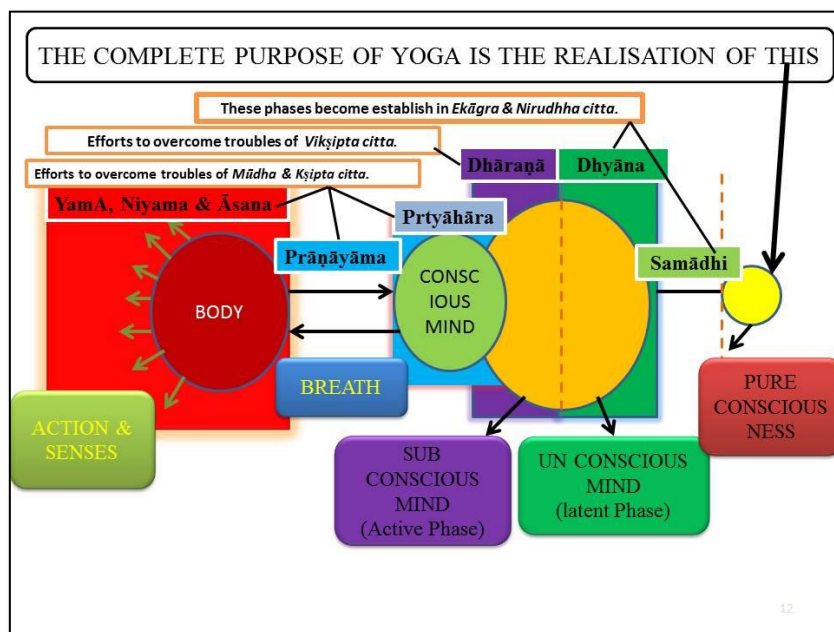 THE COMPLETE PURPOSE OF YOGA IS THE REALISATION OF THIS
These phases become establish in Ekāgra & Nirudhha citta.
Efforts to overcome troubles of Vikṣipta citta.
Efforts to overcome troubles of Mūdha & Kṣipta citta.
Dhāraṇā
Dhyāna
YamA, Niyama & Āsana
Prtyāhāra
Prāṇāyāma
Samādhi
BODY
CONSC
IOUS
MIND
BREATH
ACTION &
SENSES
PURE
CONSCIOUS
NESS
SUB
CONSCIOUS
MIND
(Active Phase)
UN CONSCIOUS
MIND
(latent Phase)
12